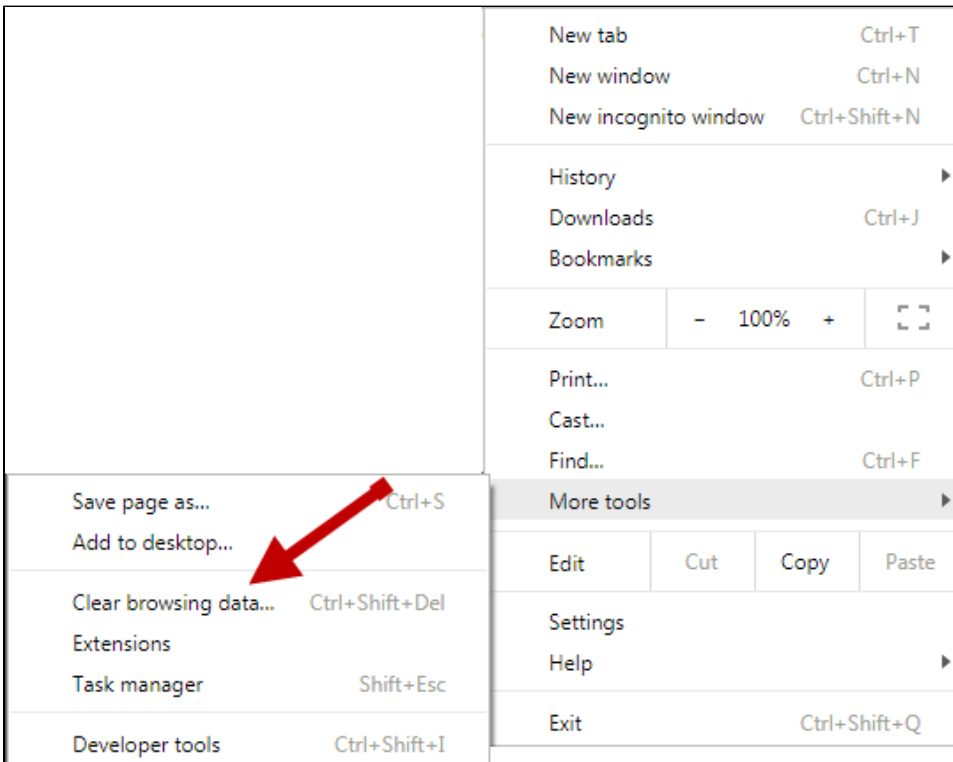 New tab Ctrl+T
New window Ctrl+N
New incognito window Ctrl+Shift+N
History
Downloads Ctrl+J
Bookmarks
Zoom - 100% +
Print... Ctrl+P
Cast...
Find... Ctrl+F
More tools
Edit Cut Copy Paste
Settings
Help
Exit Ctrl+Shift+Q
Save page as... Ctrl+S
Add to desktop...
Clear browsing data... Ctrl+Shift+Del
Extensions
Task manager Shift+Esc
Developer tools Ctrl+Shift+I